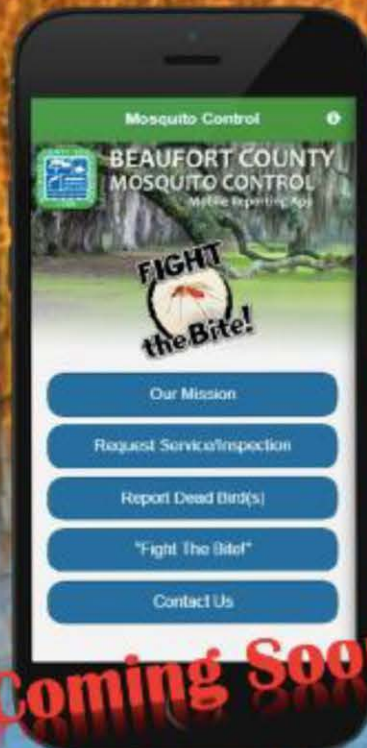 Mosquito Control
BEAUFORT COUNTY
MOSQUITO CONTROL
Mobile Reporting App
FIGHT
the Bite!
Our Mission
Request Service/Inspection
Report Dead Bird(s)
"Fight The Bite!"
Contact Us
Coming Soo